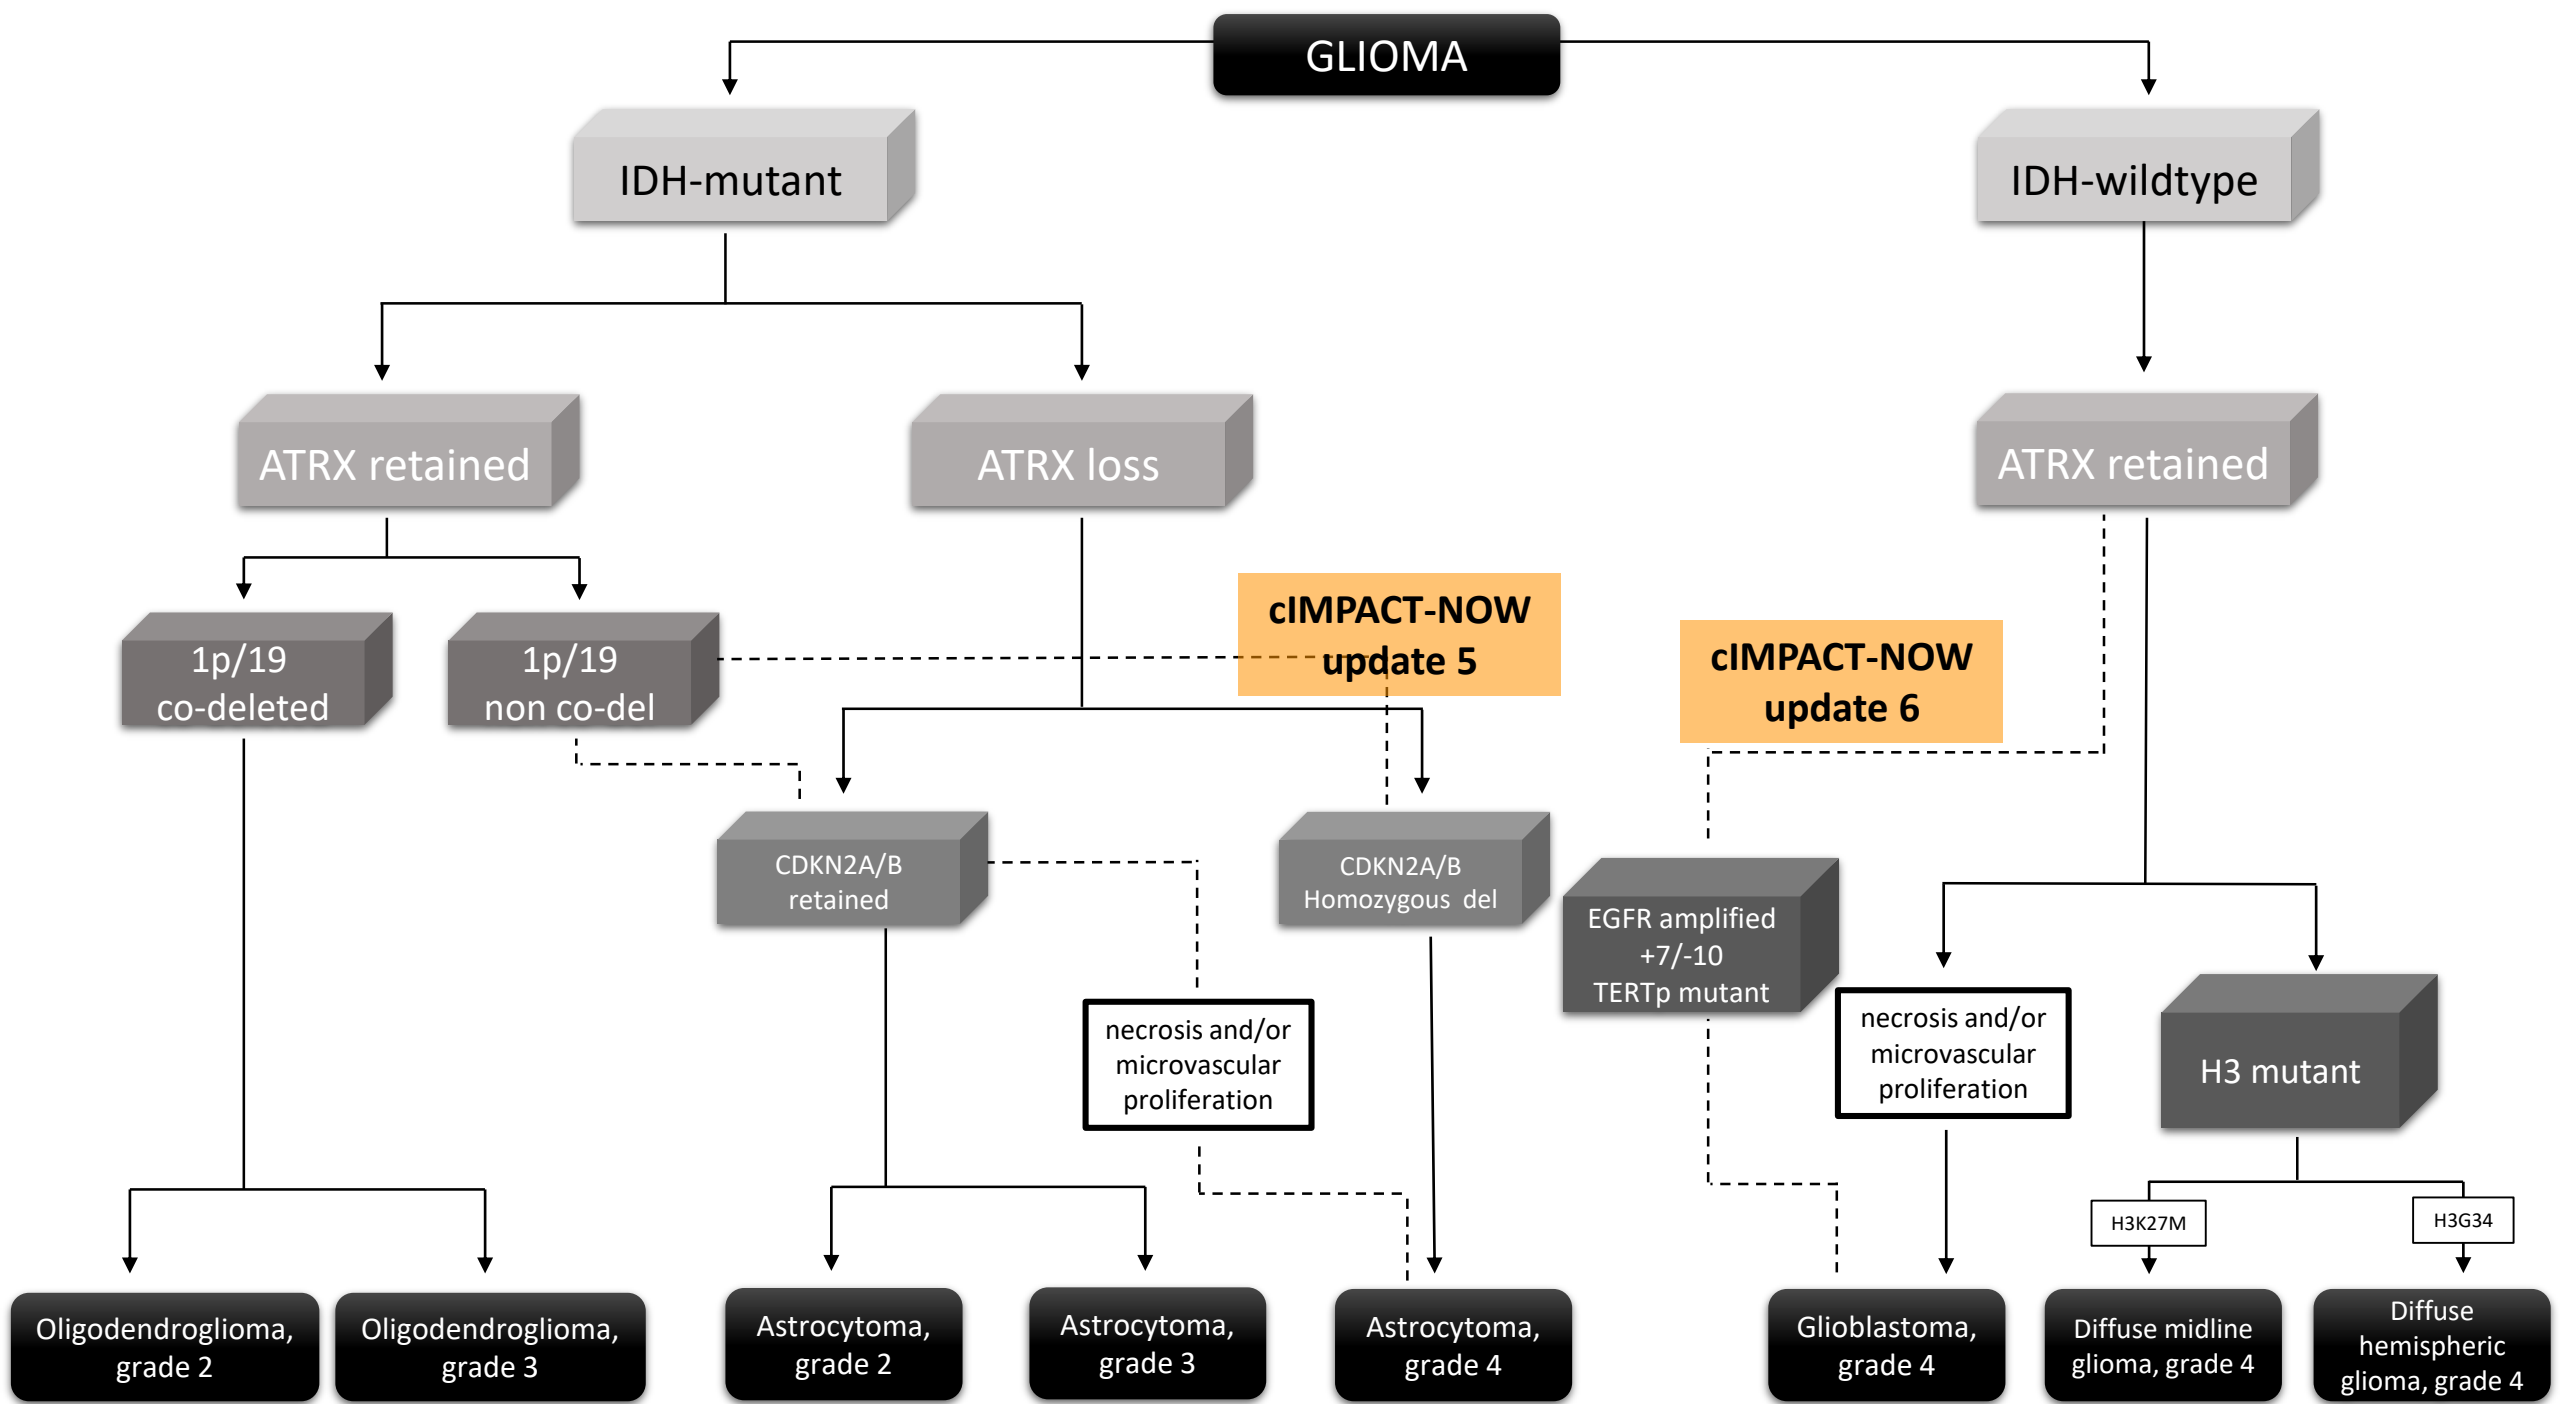 GLIOMA
IDH-mutant
IDH-wildtype
ATRX retained
ATRX loss
ATRX retained
1p/19
co-deleted
1p/19
non co-del
cIMPACT-NOW
update 5
cIMPACT-NOW
update 6
CDKN2A/B
retained
CDKN2A/B
Homozygous del
EGFR amplified
+7/-10
TERTp mutant
necrosis and/or
microvascular
proliferation
necrosis and/or
microvascular
proliferation
H3 mutant
H3K27M
H3G34
Oligodendroglioma,
grade 2
Oligodendroglioma,
grade 3
Astrocytoma,
grade 2
Astrocytoma,
grade 3
Astrocytoma,
grade 4
Glioblastoma,
grade 4
Diffuse midline
glioma, grade 4
Diffuse
hemispheric
glioma, grade 4